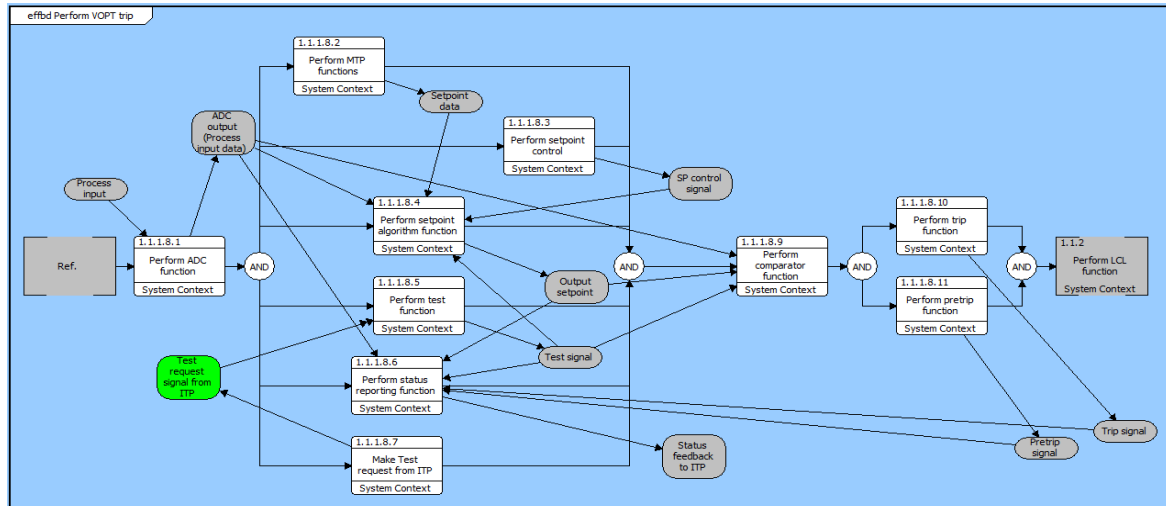 effbd Perform VOPT trip
1.1.1.8.2
Perform MTP
functions
System Context
Setpoint
data
ADC
output
(Process
input data)
1.1.1.8.3
Perform setpoint
control
System Context
SP control
signal
Process
input
1.1.1.8.4
Perform setpoint
algorithm function
System Context
1.1.1.8.10
Perform trip
function
System Context
Ref.
1.1.1.8.1
Perform ADC
function
System Context
AND
AND
1.1.1.8.9
Perform
comparator
function
System Context
AND
AND
1.1.2
Perform LCL
function
System Context
Output
setpoint
1.1.1.8.5
Perform test
function
System Context
1.1.1.8.11
Perform pretrip
function
System Context
Test signal
Test
request
signal from
ITP
1.1.1.8.6
Perform status
reporting function
System Context
Trip signal
Pretrip
signal
1.1.1.8.7
Make Test
request from ITP
System Context
Status
feedback
to ITP